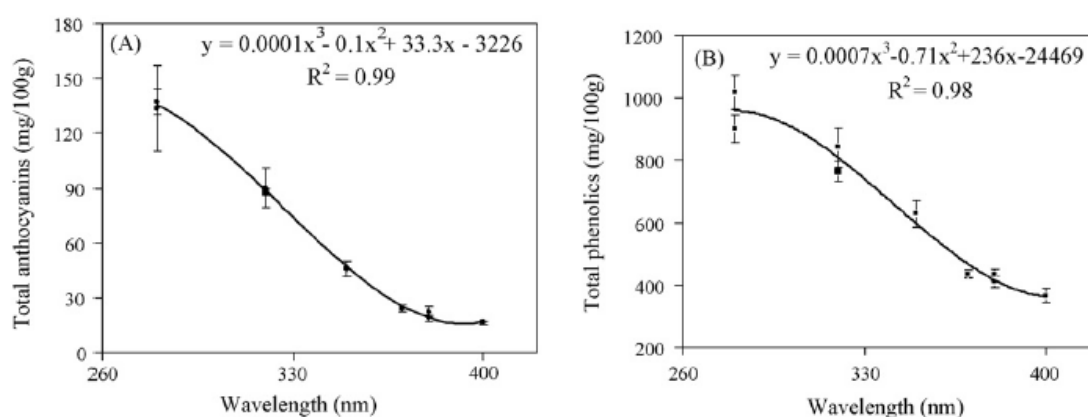 (A)
y = 0.0001x³- 0.1x²+ 33.3x - 3226
R² = 0.99
Total anthocyanins (mg/100g)
180
150
120
90
60
30
0
260
330
400
Wavelength (nm)
(B)
y = 0.0007x³-0.71x²+236x-24469
R² = 0.98
Total phenolics (mg/100g)
1200
1000
800
600
400
200
260
330
400
Wavelength (nm)